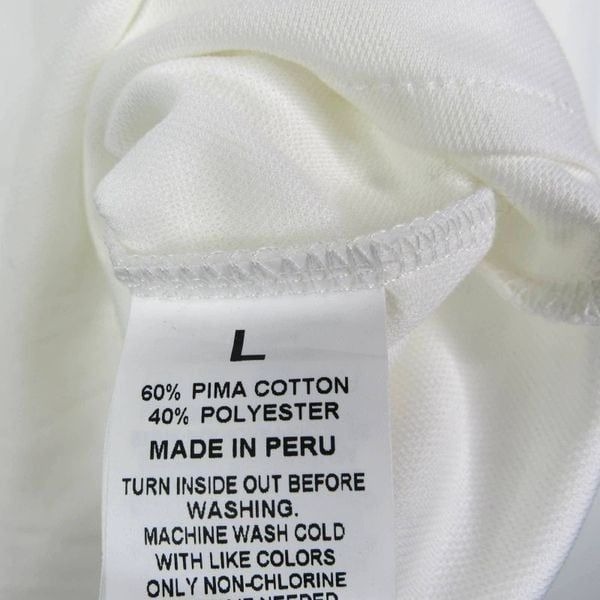 L
60% PIMA COTTON
40% POLYESTER
MADE IN PERU
TURN INSIDE OUT BEFORE
WASHING.
MACHINE WASH COLD
WITH LIKE COLORS
ONLY NON-CHLORINE
NEEDED